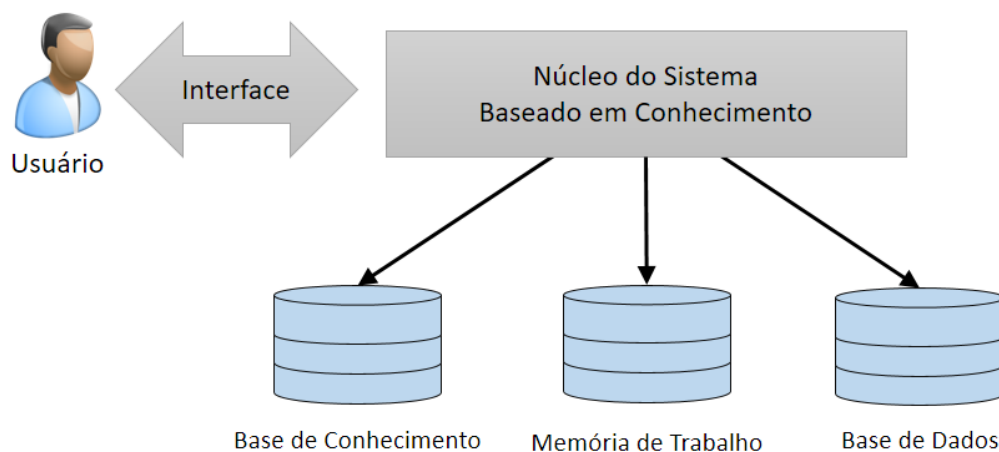 Interface
Núcleo do Sistema
Baseado em Conhecimento
Usuário
Base de Conhecimento
Memória de Trabalho
Base de Dados